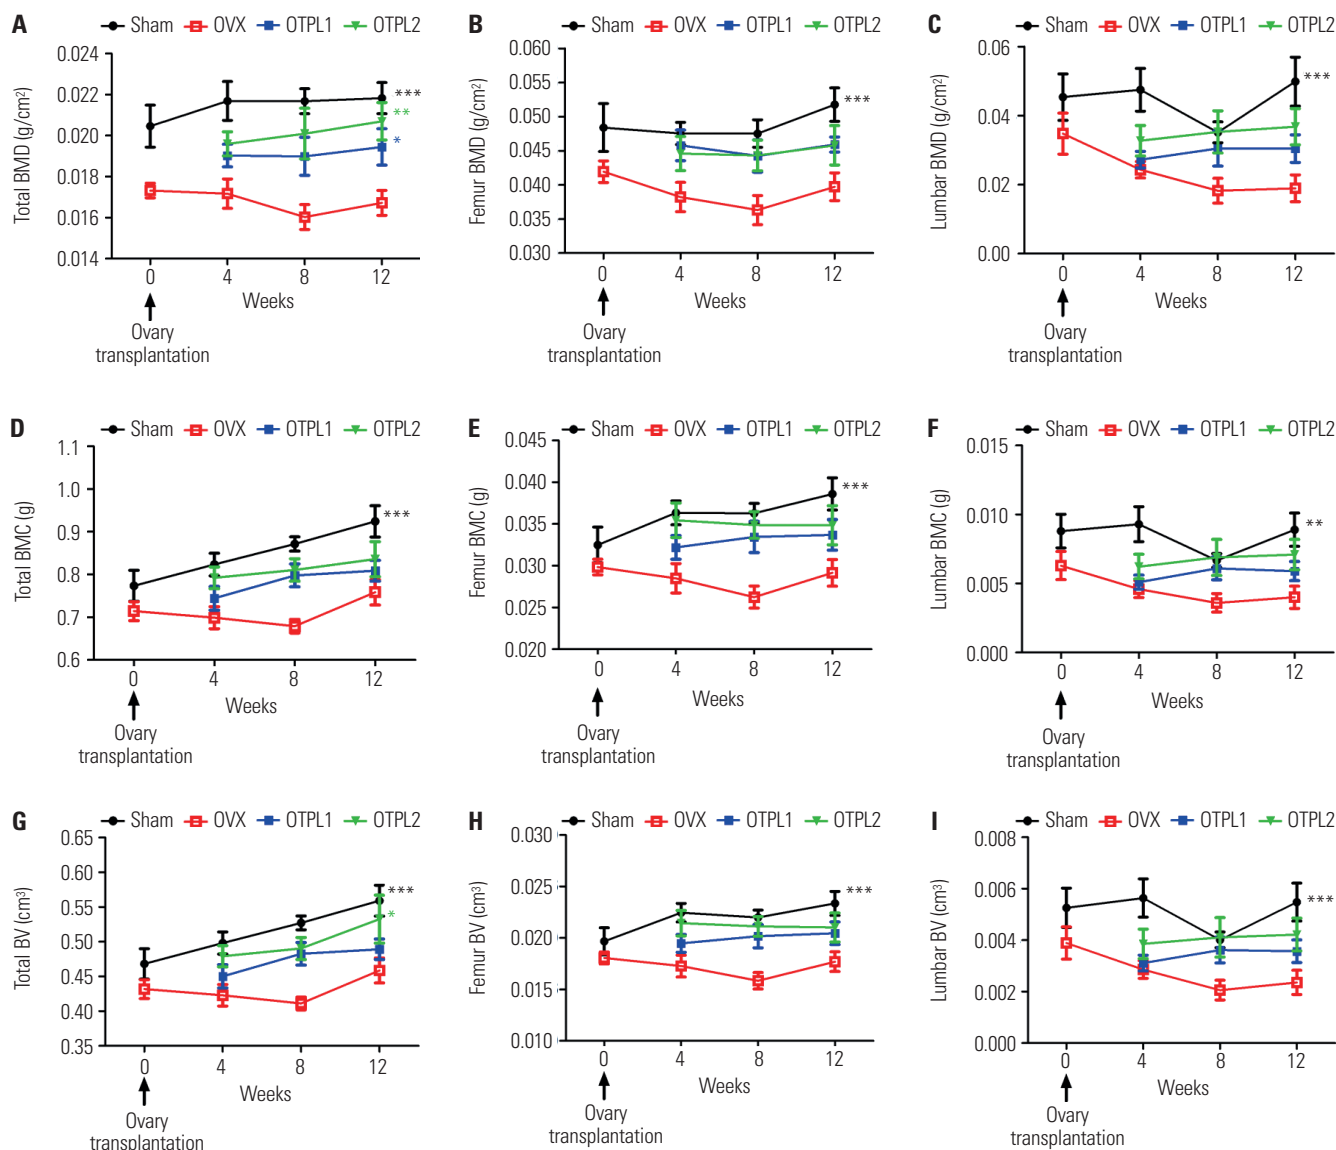 A
Sham OVX OTPL1 OTPL2
Total BMD (g/cm²)
0.024
0.022
0.020
0.018
0.016
0.014
***
**
*
0 4 8 12
Weeks
Ovary
transplantation
B
Sham OVX OTPL1 OTPL2
Femur BMD (g/cm²)
0.060
0.055
0.050
0.045
0.040
0.035
0.030
***
0 4 8 12
Weeks
Ovary
transplantation
C
Sham OVX OTPL1 OTPL2
Lumbar BMD (g/cm²)
0.06
0.04
0.02
0.00
***
0 4 8 12
Weeks
Ovary
transplantation
D
Sham OVX OTPL1 OTPL2
Total BMC (g)
1.1
1.0
0.9
0.8
0.7
0.6
***
0 4 8 12
Weeks
Ovary
transplantation
E
Sham OVX OTPL1 OTPL2
Femur BMC (g)
0.045
0.040
0.035
0.030
0.025
0.020
***
0 4 8 12
Weeks
Ovary
transplantation
F
Sham OVX OTPL1 OTPL2
Lumbar BMC (g)
0.015
0.010
0.005
0.000
**
0 4 8 12
Weeks
Ovary
transplantation
G
Sham OVX OTPL1 OTPL2
Total BV (cm³)
0.65
0.60
0.55
0.50
0.45
0.40
0.35
***
*
0 4 8 12
Weeks
Ovary
transplantation
H
Sham OVX OTPL1 OTPL2
Femur BV (cm³)
0.030
0.025
0.020
0.015
0.010
***
0 4 8 12
Weeks
Ovary
transplantation
I
Sham OVX OTPL1 OTPL2
Lumbar BV (cm³)
0.008
0.006
0.004
0.002
0.000
***
0 4 8 12
Weeks
Ovary
transplantation